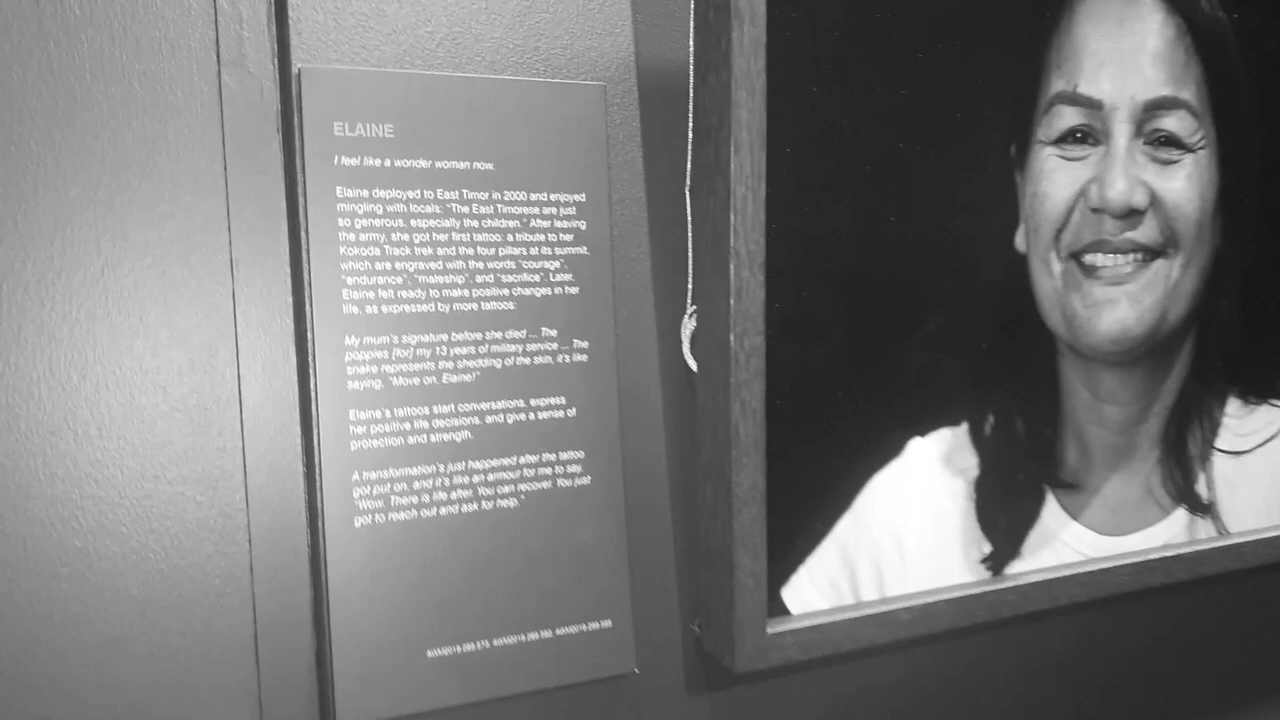 ELAINE
I feel like a wonder woman now.
Elaine deployed to East Timor in 2000 and enjoyed
mingling with locals: "The East Timorese are just
so generous, especially the children." After leaving
the army, she got her first tattoo: a tribute to her
Kokoda Track trek and the four pillars at its summit,
which are engraved with the words "courage",
"endurance", "mateship", and "sacrifice". Later,
Elaine felt ready to make positive changes in her
life, as expressed by more tattoos:
My mum's signature before she died ... The
poppies [for] my 13 years of military service ... The
snake represents the shedding of the skin, it's like
saying, "Move on, Elaine!"
Elaine's tattoos start conversations, express
her positive life decisions, and give a sense of
protection and strength.
A transformation's just happened after the tattoo
got put on, and it's like an armour for me to say,
"Wow. There is life after. You can recover. You just
got to reach out and ask for help."